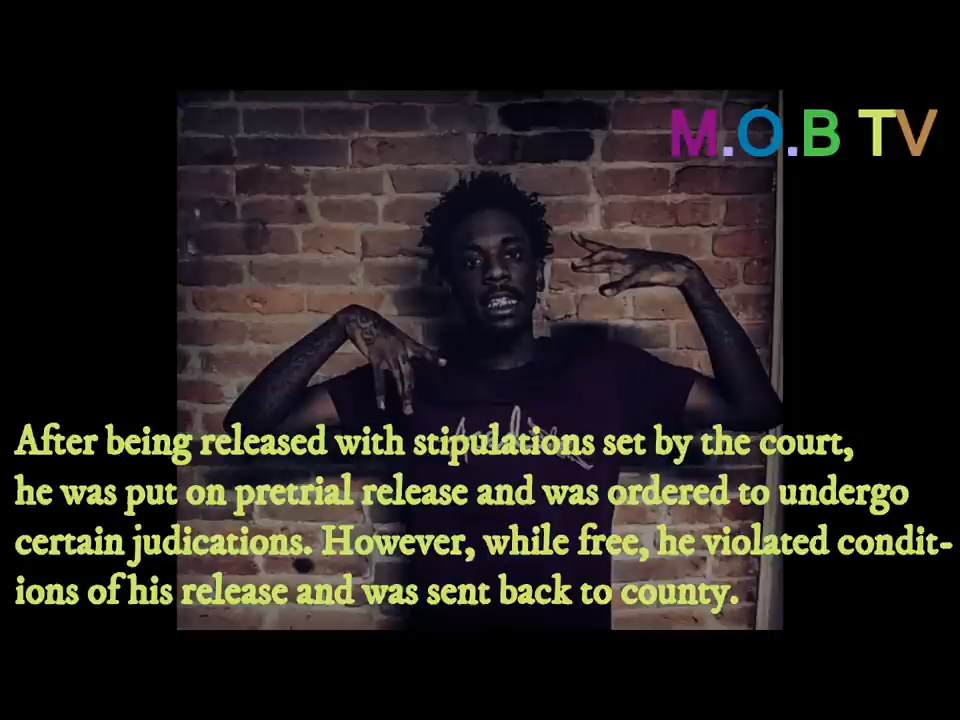 M.O.B TV
After being released with stipulations set by the court,
he was put on pretrial release and was ordered to undergo
certain judications. However, while free, he violated condit-
ions of his release and was sent back to county.